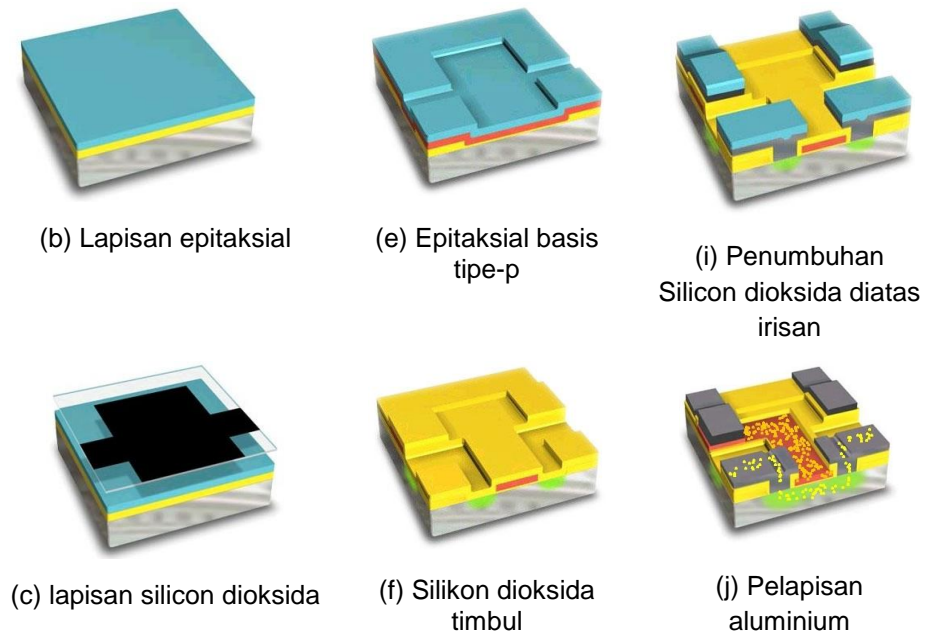 (b) Lapisan epitaksial
(e) Epitaksial basis
tipe-p
(i) Penumbuhan
Silicon dioksida diatas
irisan
(c) lapisan silicon dioksida
(f) Silikon dioksida
timbul
(j) Pelapisan
aluminium